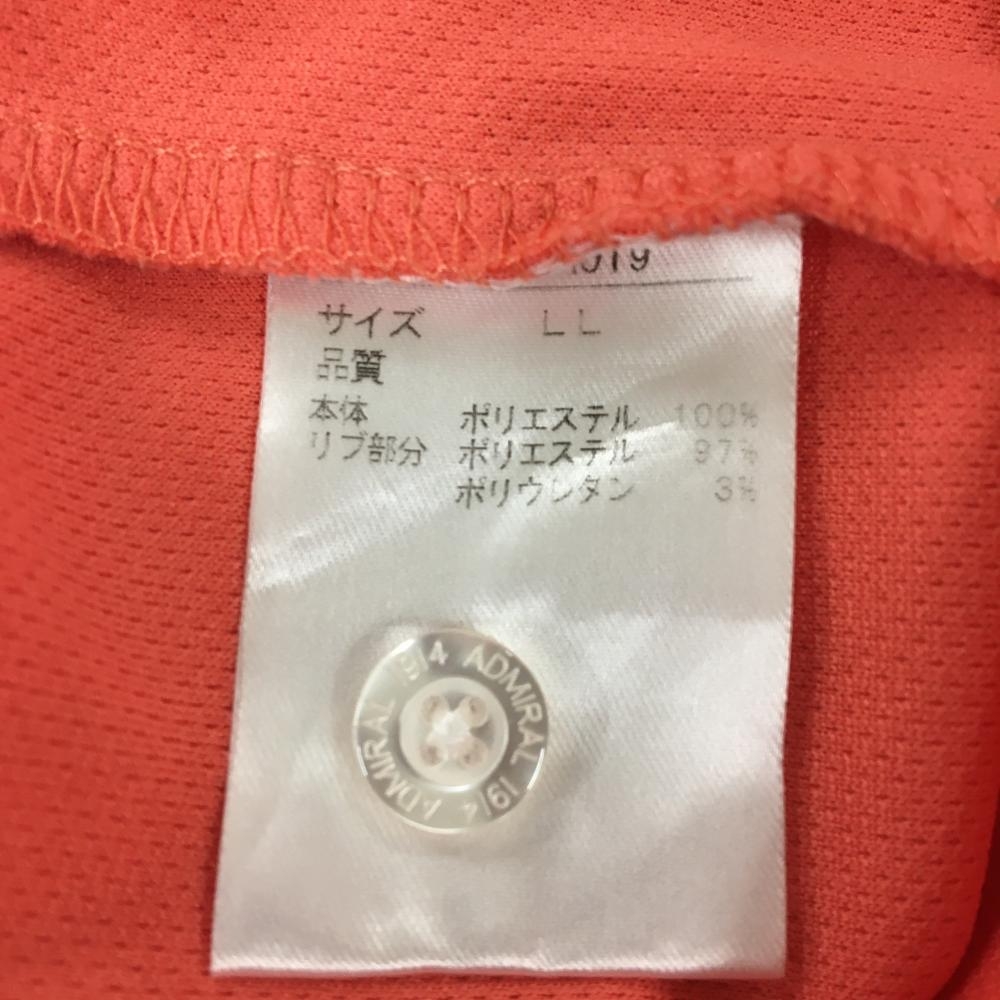 サイズ LL
品質
本体 ポリエステル 100%
リブ部分 ポリエステル 97%
ポリウレタン 3%
ADMIRAL 1914 ADMIRAL 1914